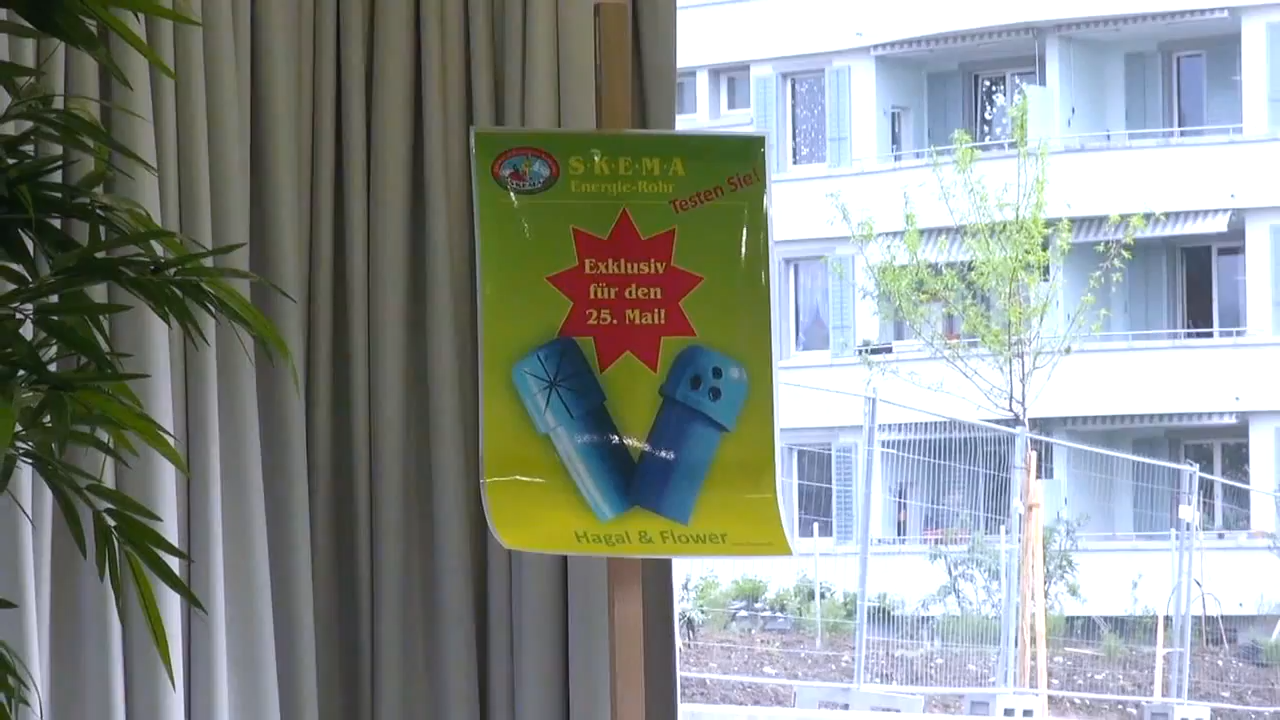 S·K·E·M·A
Energie-Rohr
Testen Sie!
Exklusiv
für den
25. Mai!
Hagal & Flower